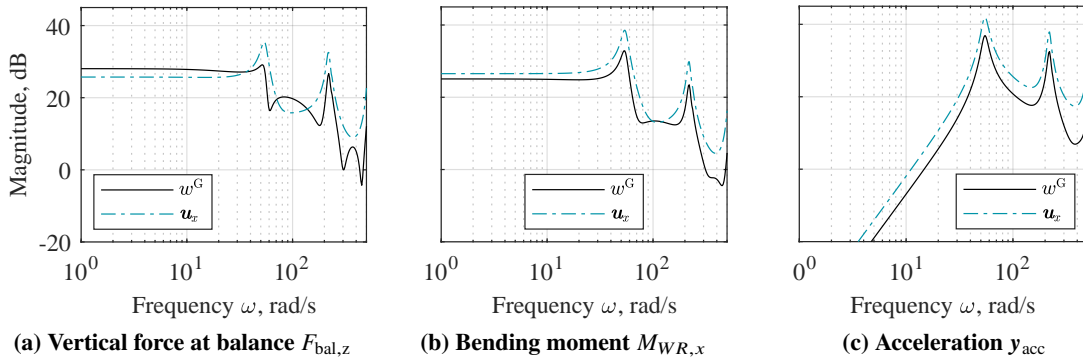 Magnitude, dB
40
20
0
-20
w^G
u_x
10^0 10^1 10^2
Frequency ω, rad/s
(a) Vertical force at balance F_bal,z
w^G
u_x
10^0 10^1 10^2
Frequency ω, rad/s
(b) Bending moment M_WR,x
w^G
u_x
0^0 10^1 10^2
Frequency ω, rad/s
(c) Acceleration y_acc